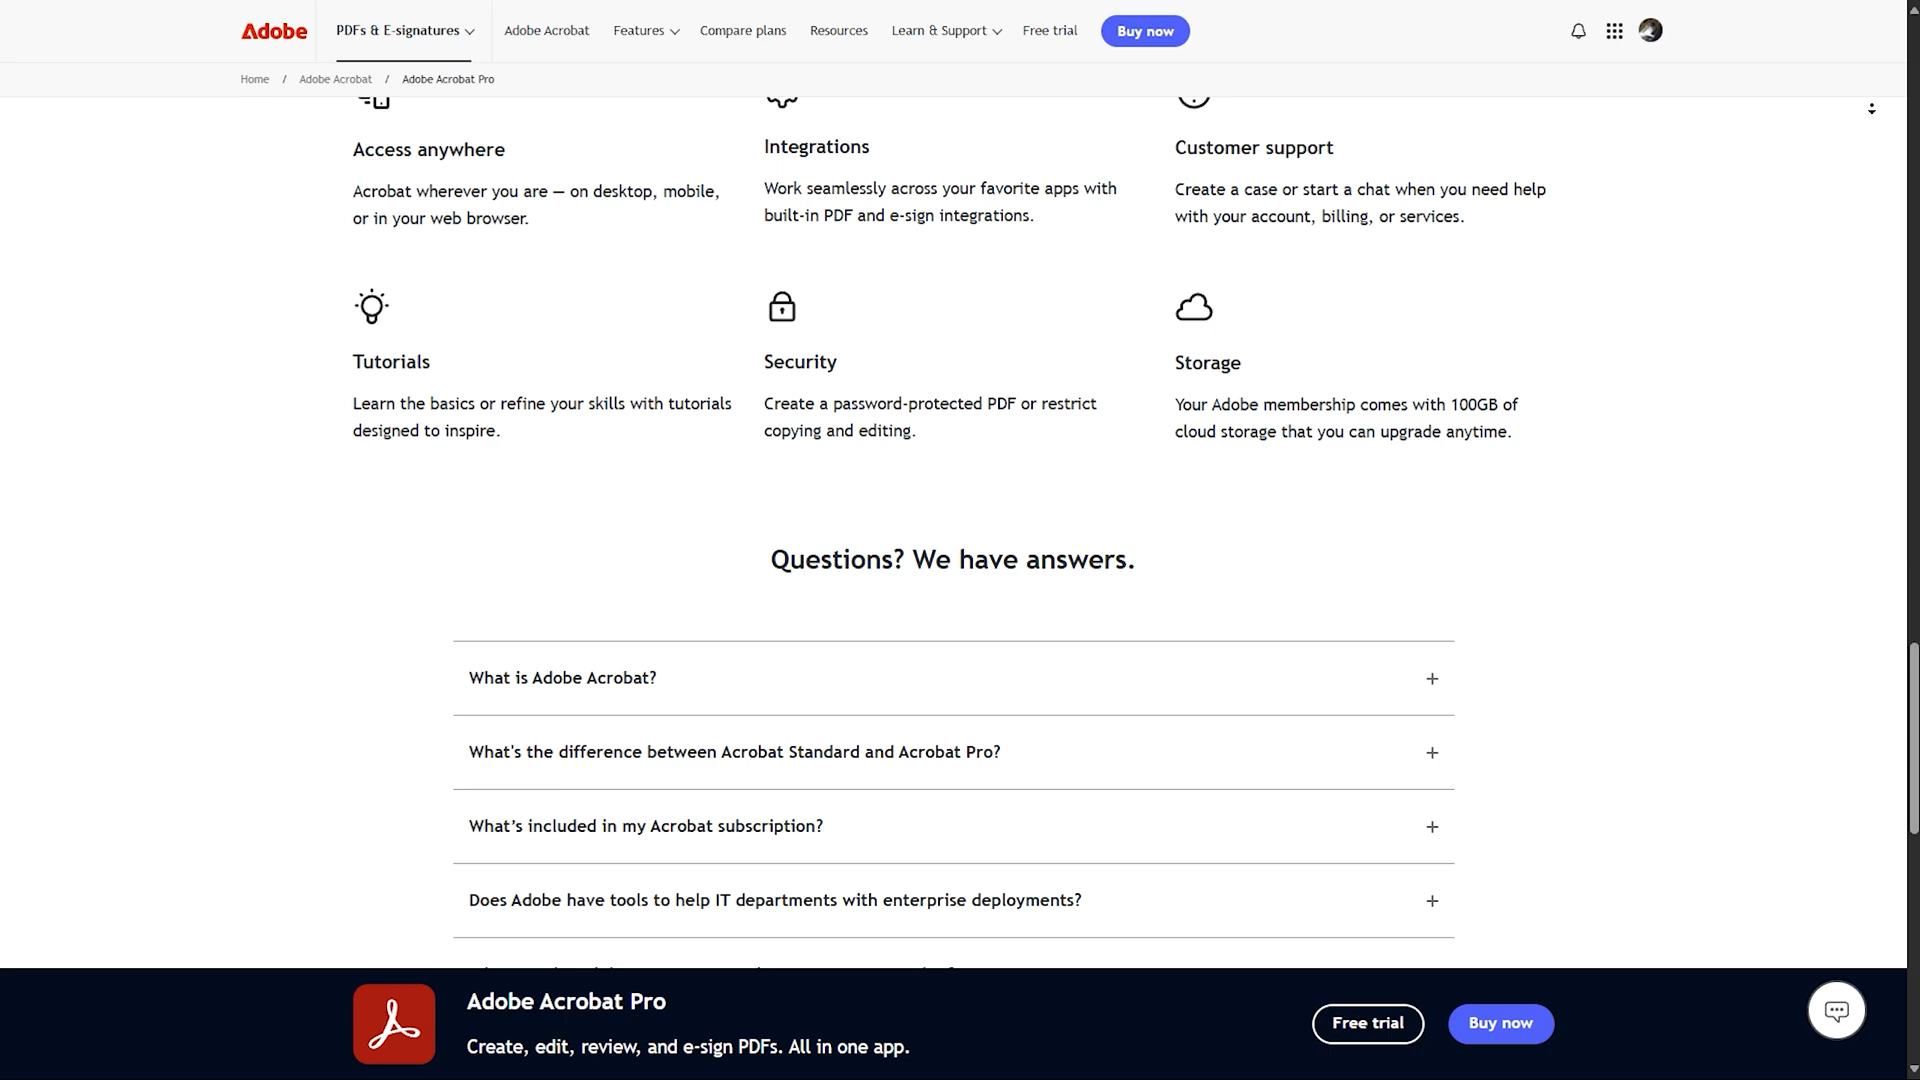 Adobe
PDFs & E-signatures
Adobe Acrobat
Features
Compare plans
Resources
Learn & Support
Free trial
Buy now
Home / Adobe Acrobat / Adobe Acrobat Pro
Access anywhere
Acrobat wherever you are — on desktop, mobile,
or in your web browser.
Integrations
Work seamlessly across your favorite apps with
built-in PDF and e-sign integrations.
Customer support
Create a case or start a chat when you need help
with your account, billing, or services.
Tutorials
Learn the basics or refine your skills with tutorials
designed to inspire.
Security
Create a password-protected PDF or restrict
copying and editing.
Storage
Your Adobe membership comes with 100GB of
cloud storage that you can upgrade anytime.
Questions? We have answers.
What is Adobe Acrobat?
What's the difference between Acrobat Standard and Acrobat Pro?
What’s included in my Acrobat subscription?
Does Adobe have tools to help IT departments with enterprise deployments?
Adobe Acrobat Pro
Create, edit, review, and e-sign PDFs. All in one app.
Free trial
Buy now